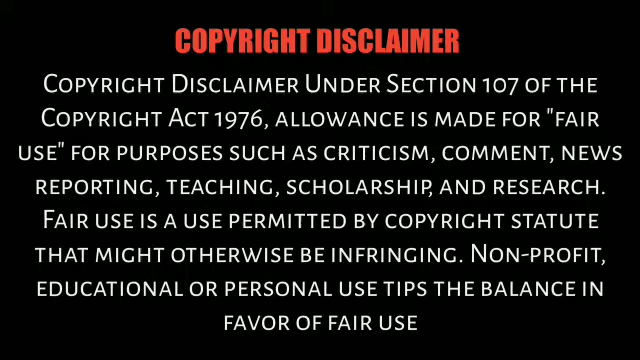 COPYRIGHT DISCLAIMER
COPYRIGHT DISCLAIMER UNDER SECTION 107 OF THE
COPYRIGHT ACT 1976, ALLOWANCE IS MADE FOR "FAIR
USE" FOR PURPOSES SUCH AS CRITICISM, COMMENT, NEWS
REPORTING, TEACHING, SCHOLARSHIP, AND RESEARCH.
FAIR USE IS A USE PERMITTED BY COPYRIGHT STATUTE
THAT MIGHT OTHERWISE BE INFRINGING. NON-PROFIT,
EDUCATIONAL OR PERSONAL USE TIPS THE BALANCE IN
FAVOR OF FAIR USE